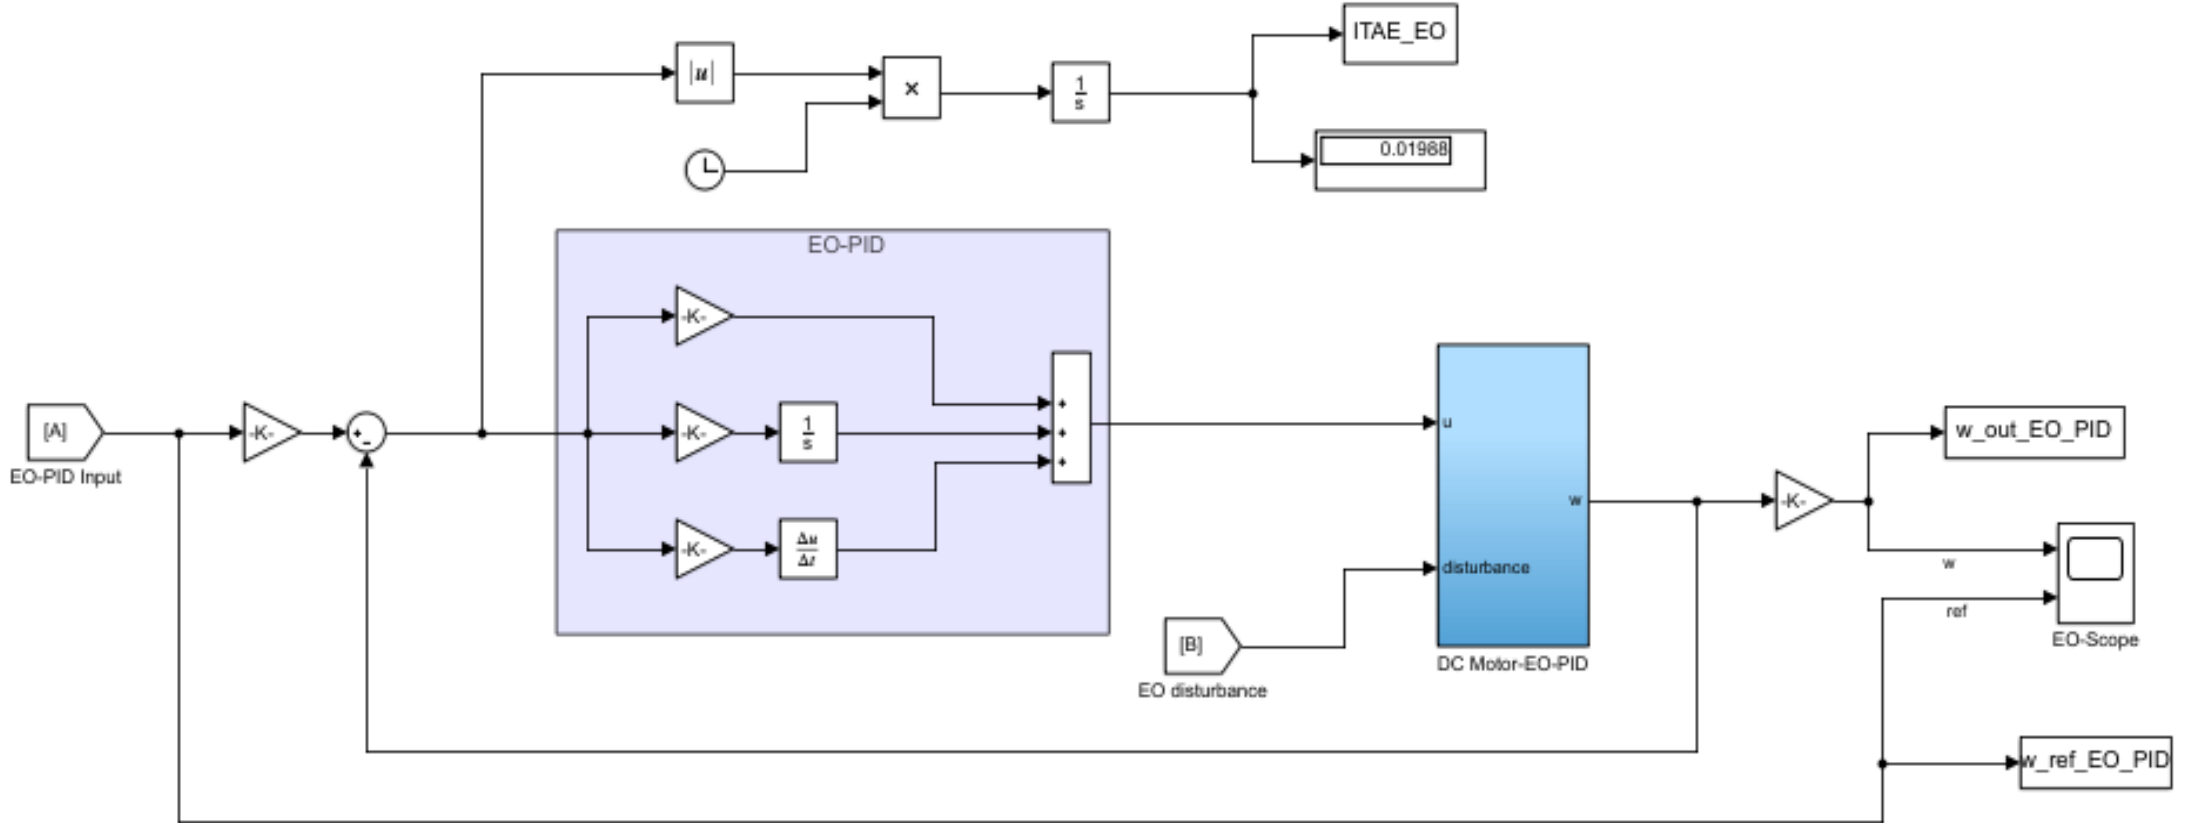 ITAE_EO
|u|
×
1
s
0.01988
EO-PID
-K-
[A]
EO-PID Input
-K-
+
-
-K-
1
s
-K-
Δu
Δt
+
+
+
u
w
disturbance
DC Motor-EO-PID
[B]
EO disturbance
-K-
w_out_EO_PID
w
ref
EO-Scope
w_ref_EO_PID